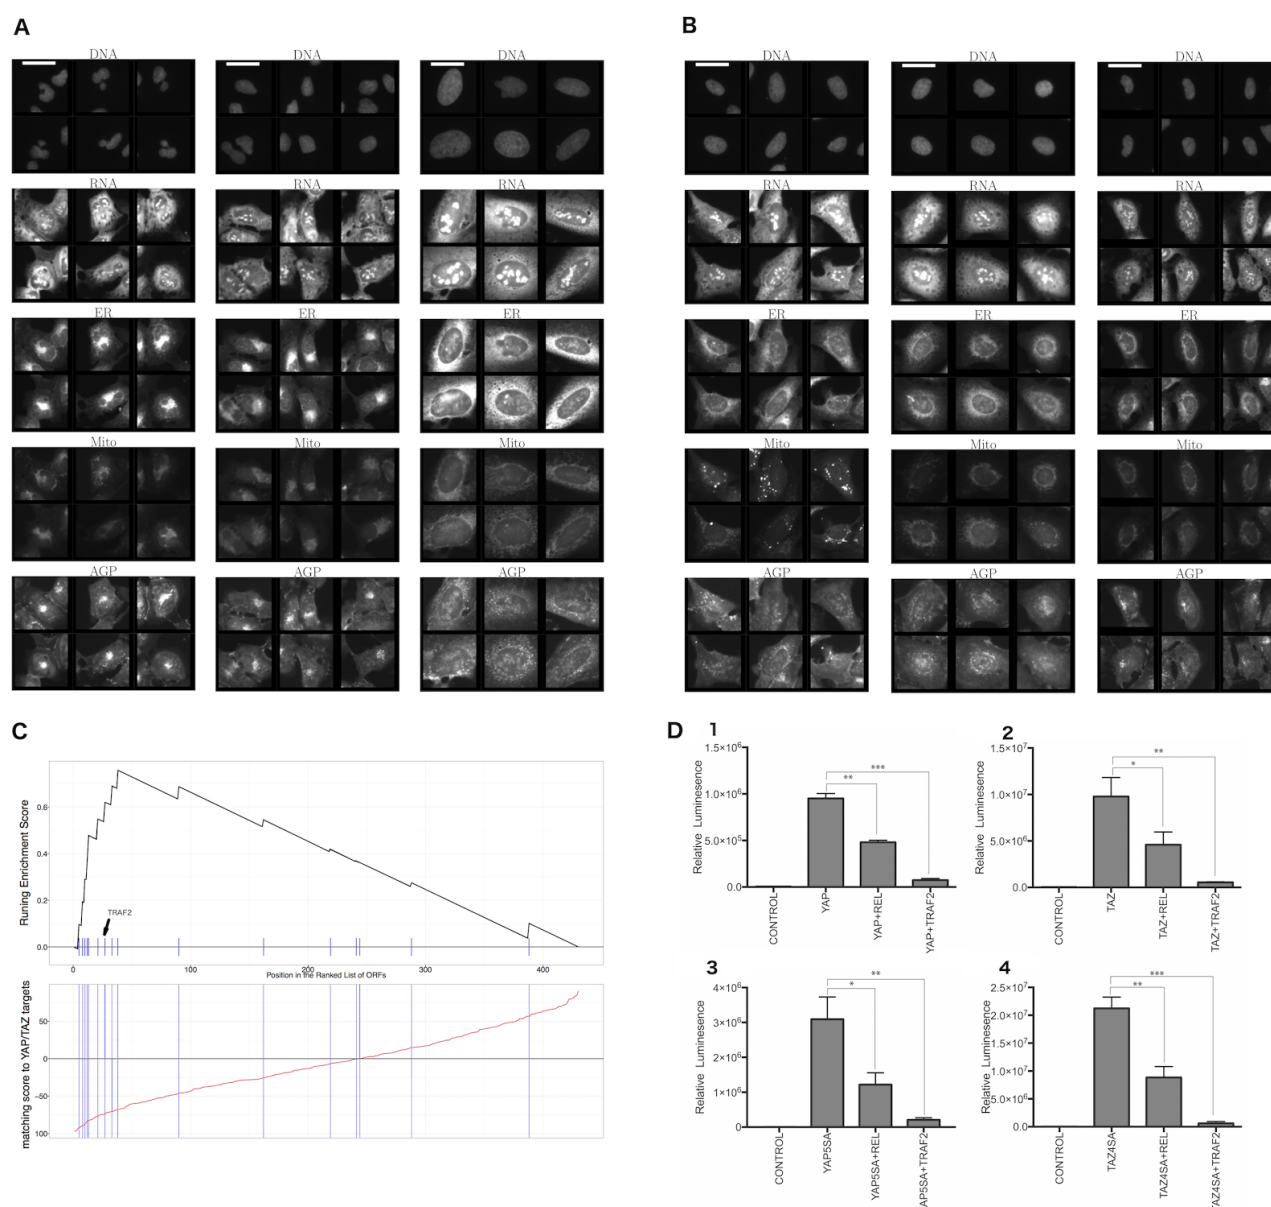 A
B
DNA DNA DNA DNA DNA DNA
RNA RNA RNA RNA RNA RNA
ER ER ER ER ER ER
Mito Mito Mito Mito Mito Mito
AGP AGP AGP AGP AGP AGP
C
Runing Enrichment Score
0.6
0.4
0.2
0.0
TRAF2
0 100 200 300 400
Position in the Ranked List of ORFs
matching score to YAP/TAZ targets
50
0
-50
100
D
1
Relative Luminesence
1.5×10⁶
1.0×10⁶
5.0×10⁵
0.0
** ***
CONTROL
YAP
YAP+REL
YAP+TRAF2
2
Relative Luminesence
1.5×10⁷
1.0×10⁷
5.0×10⁶
0.0
* **
CONTROL
TAZ
TAZ+REL
TAZ+TRAF2
3
Relative Luminesence
4×10⁶
3×10⁶
2×10⁶
1×10⁶
0
* **
CONTROL
YAP5SA
YAP5SA+REL
AP5SA+TRAF2
4
Relative Luminesence
2.5×10⁷
2.0×10⁷
1.5×10⁷
1.0×10⁷
5.0×10⁶
0.0
** ***
CONTROL
TAZ4SA
TAZ4SA+REL
TAZ4SA+TRAF2